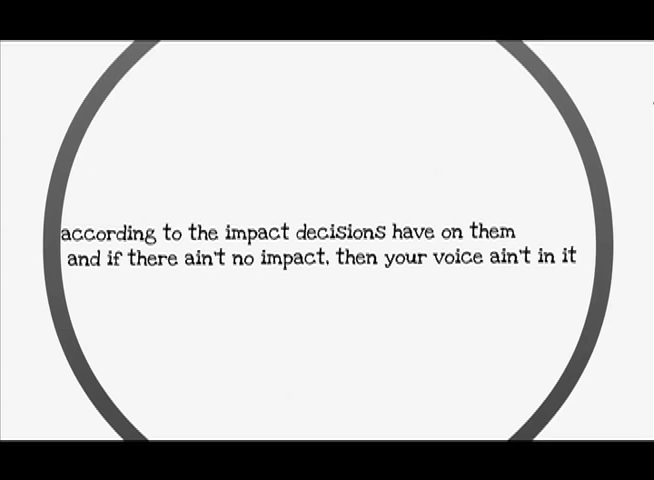 according to the impact decisions have on them
and if there ain't no impact, then your voice ain't in it